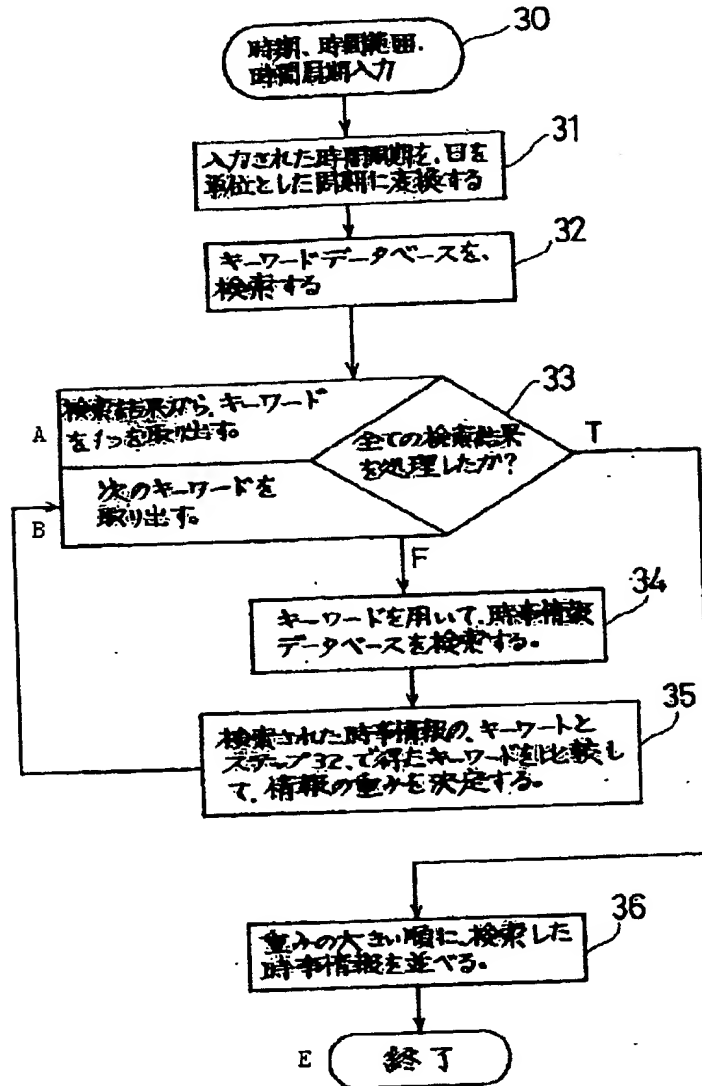 30
時期、時間範囲、
時間周期入力
31
入力された時間周期を、日を
単位とした周期に変換する
32
キーワードデータベースを、
検索する
33
A
検索結果から、キーワード
を1つを取り出す。
全ての検索結果
を処理したか?
T
B
次のキーワードを
取り出す。
F
34
キーワードを用いて、時事情報
データベースを検索する。
35
検索された時事情報の、キーワードと
ステップ32、で得たキーワードを比較し
て、情報の重みを決定する。
36
重みの大きい順に、検索した
時事情報を並べる。
E
終了